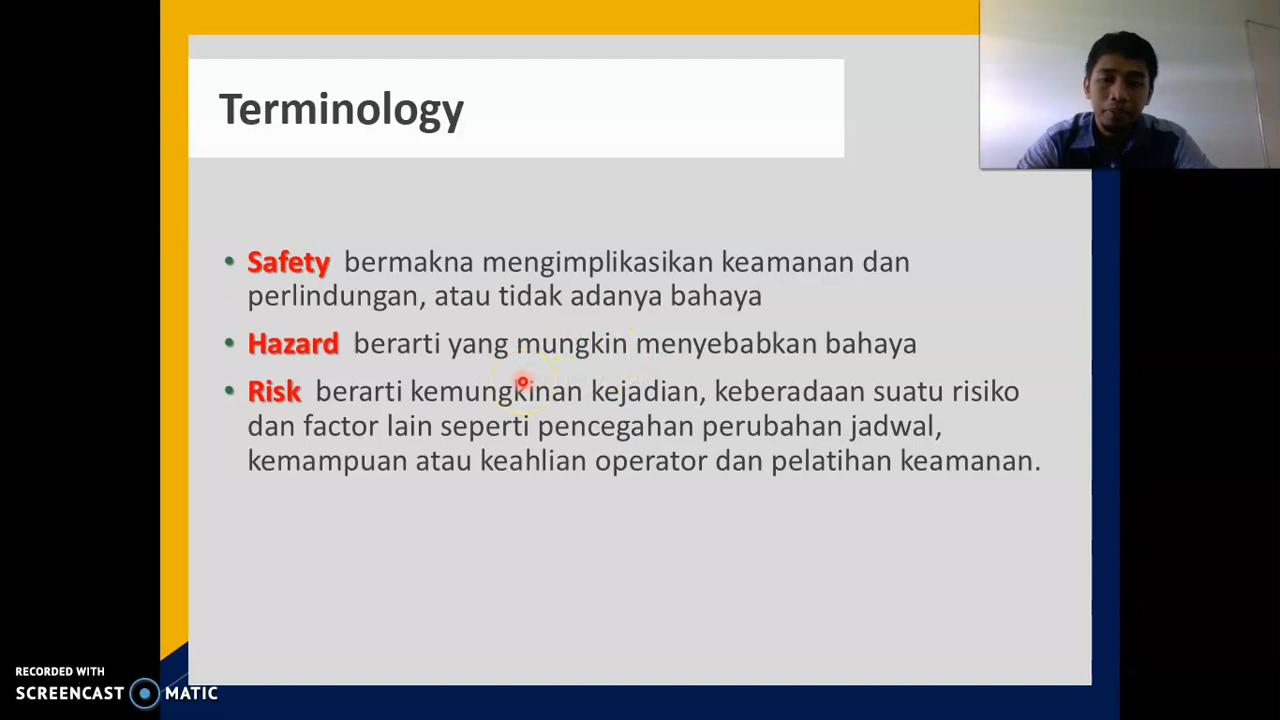 Terminology
• Safety bermakna mengimplikasikan keamanan dan
perlindungan, atau tidak adanya bahaya
• Hazard berarti yang mungkin menyebabkan bahaya
• Risk berarti kemungkinan kejadian, keberadaan suatu risiko
dan factor lain seperti pencegahan perubahan jadwal,
kemampuan atau keahlian operator dan pelatihan keamanan.
RECORDED WITH
SCREENCAST MATIC